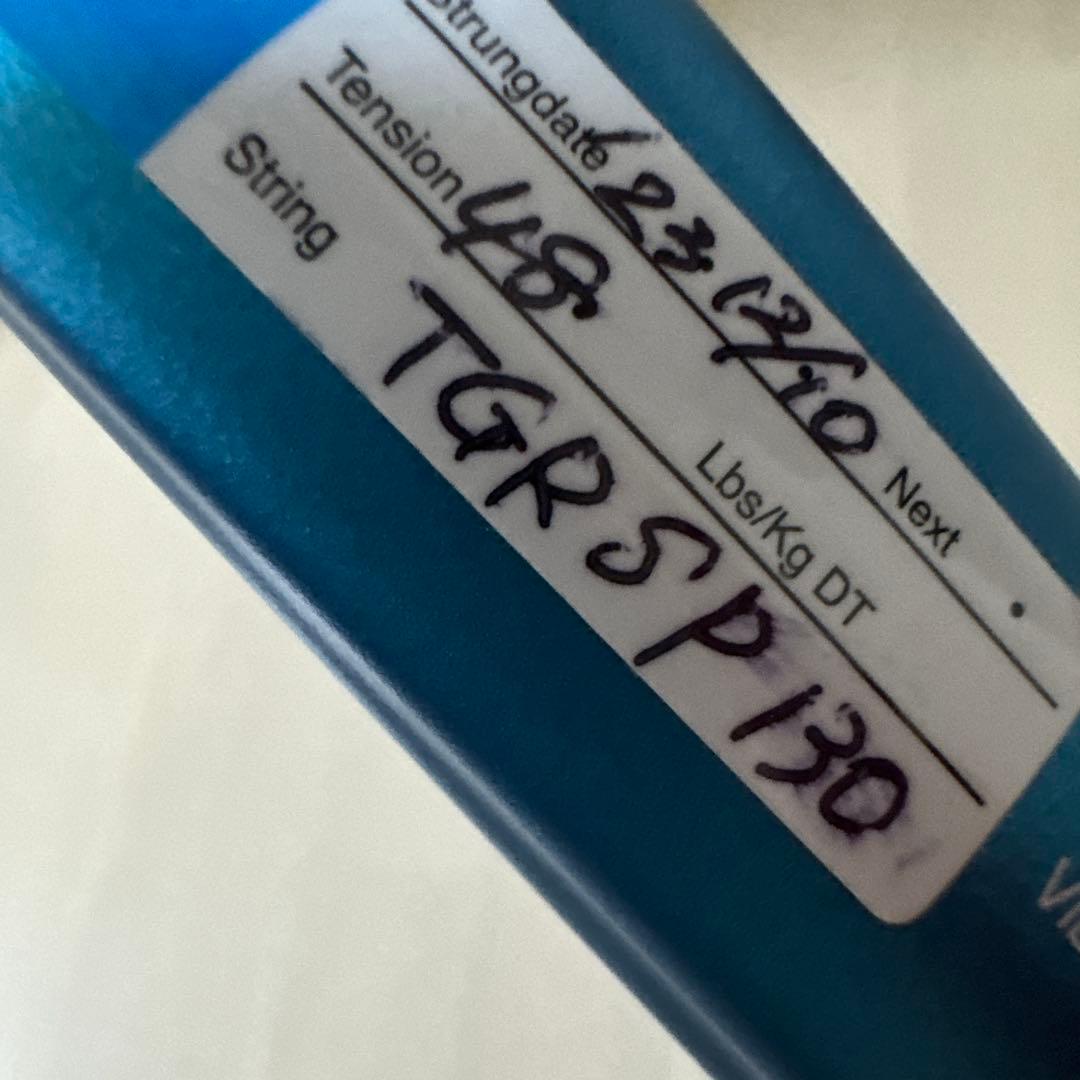 Strungdate '23 12/10 Next
Tension 48 Lbs/Kg DT
String TGR SP 130